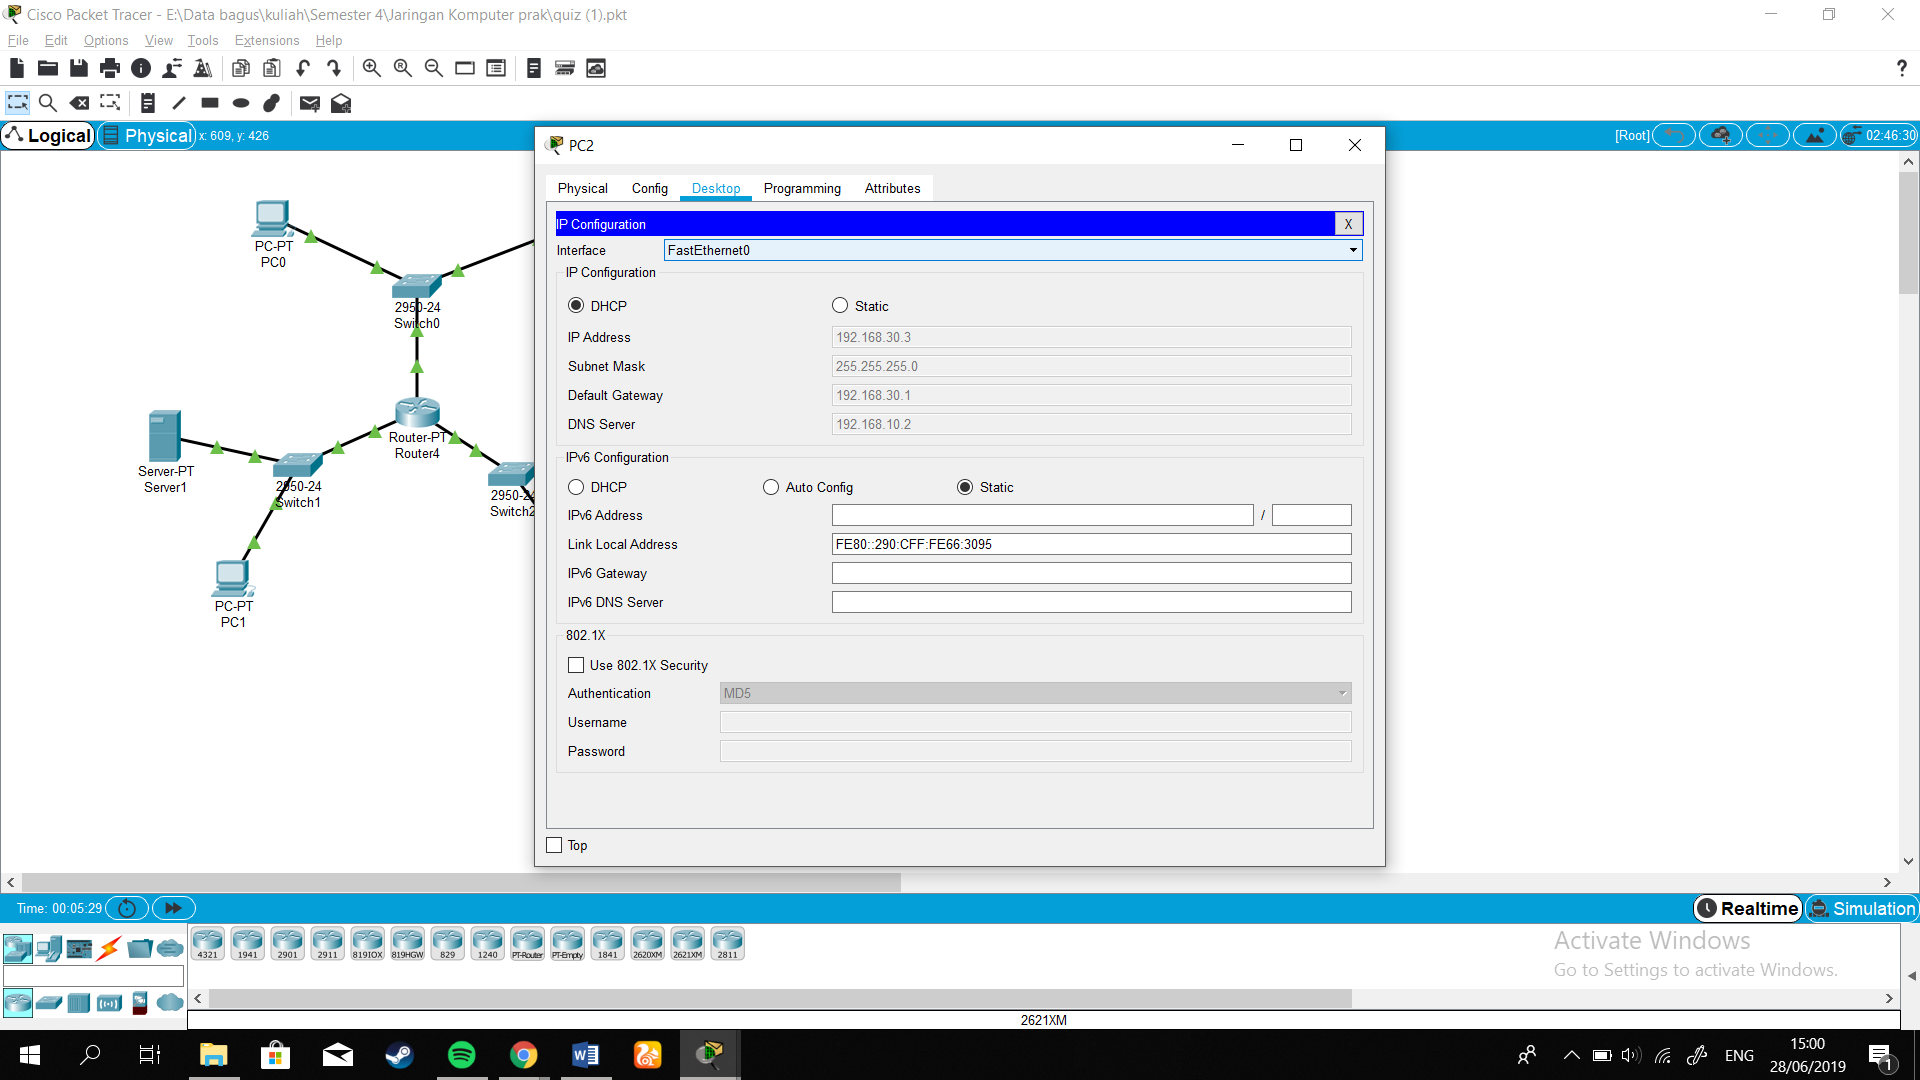 Cisco Packet Tracer - E:\Data bagus\kuliah\Semester 4\Jaringan Komputer prak\quiz (1).pkt
File Edit Options View Tools Extensions Help
Logical Physical x: 609, y: 426 [Root] 02:46:30
PC-PT
PC0
2950-24
Switch0
Router-PT
Router4
Server-PT
Server1
2950-24
Switch1
2950-24
Switch2
PC-PT
PC1
PC2
Physical Config Desktop Programming Attributes
IP Configuration X
Interface FastEthernet0
IP Configuration
DHCP Static
IP Address 192.168.30.3
Subnet Mask 255.255.255.0
Default Gateway 192.168.30.1
DNS Server 192.168.10.2
IPv6 Configuration
DHCP Auto Config Static
IPv6 Address /
Link Local Address FE80::290:CFF:FE66:3095
IPv6 Gateway
IPv6 DNS Server
802.1X
Use 802.1X Security
Authentication MD5
Username
Password
Top
Time: 00:05:29 Realtime Simulation
4321 1941 2901 2911 819IOX 819HGW 829 1240 PT-Router PT-Empty 1841 2620XM 2621XM 2811
Activate Windows
Go to Settings to activate Windows.
2621XM
ENG
15:00
28/06/2019
1